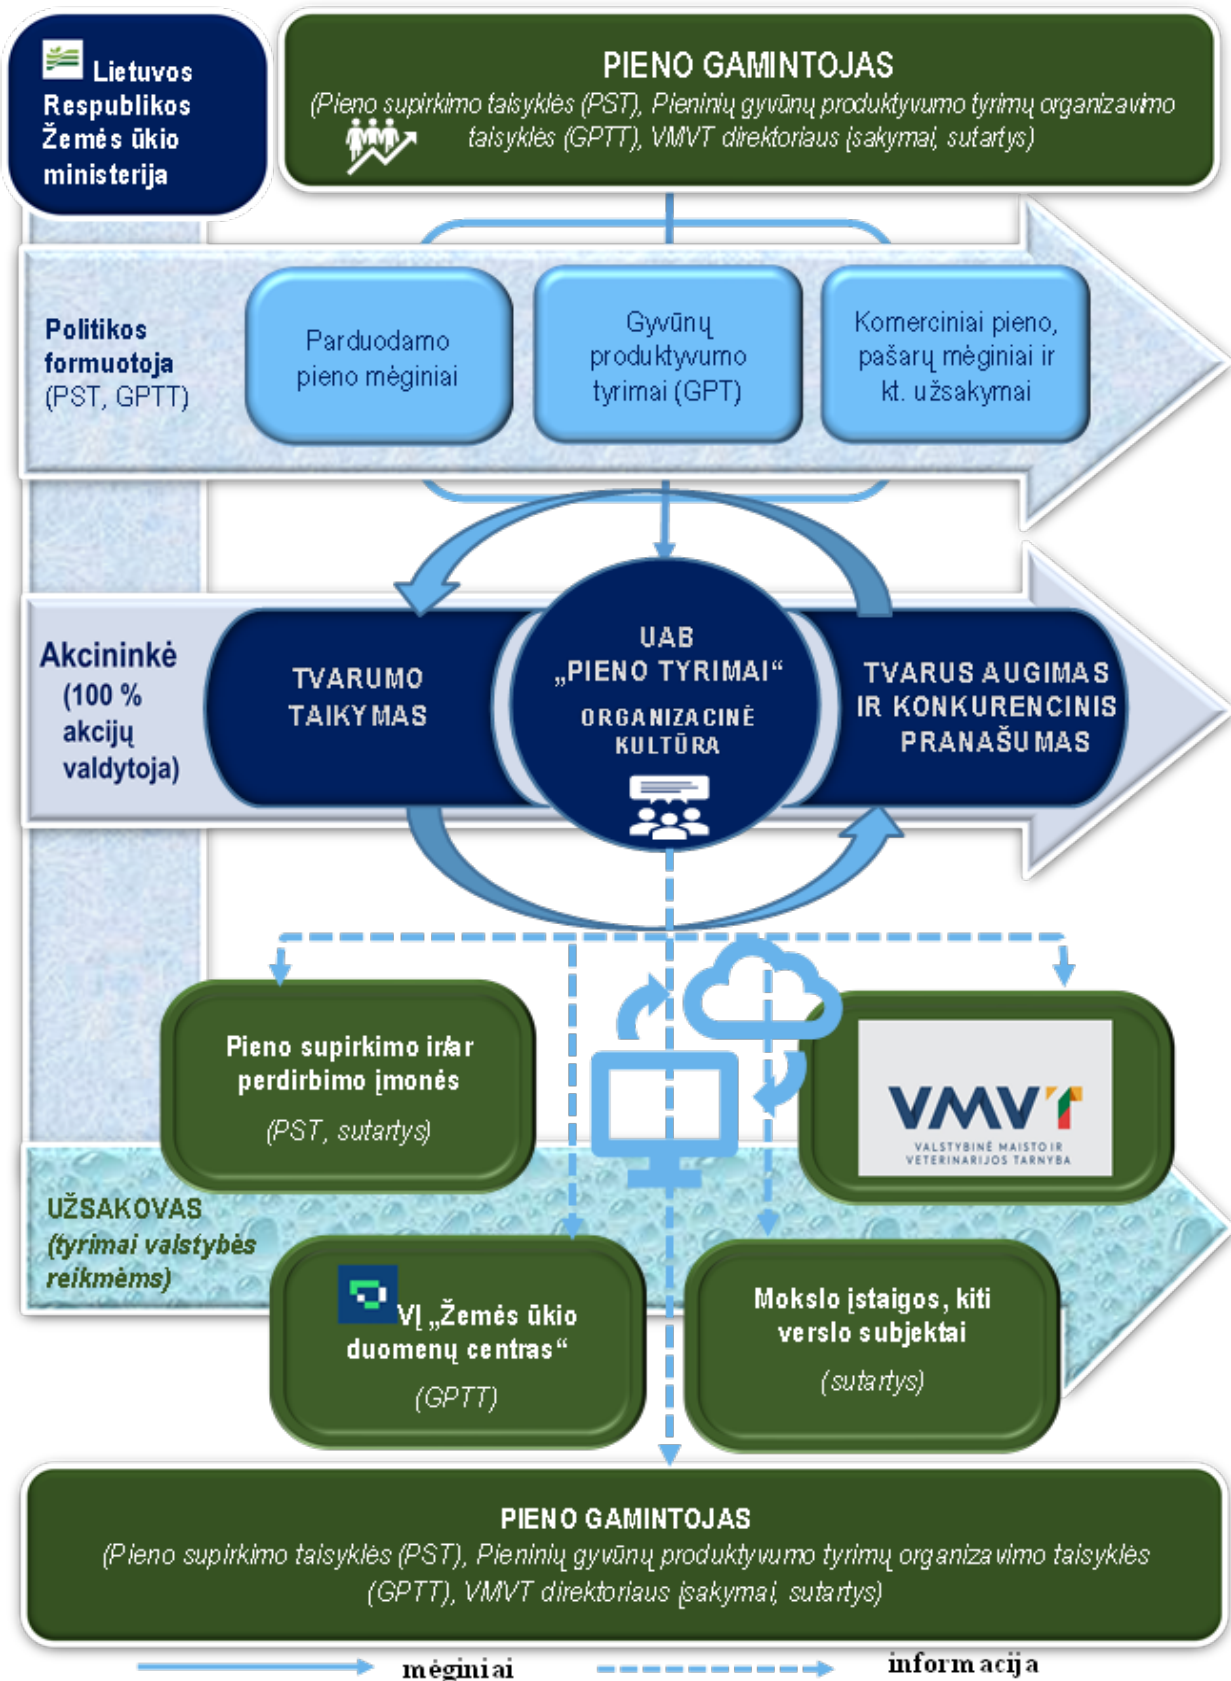 Lietuvos
Respublikos
Žemės ūkio
ministerija
PIENO GAMINTOJAS
(Pieno supirkimo taisyklės (PST), Pieninių gyvūnų produktyvumo tyrimų organizavimo
taisyklės (GPTT), VMVT direktoriaus įsakymai, sutartys)
Politikos
formuotoja
(PST, GPTT)
Parduodamo
pieno mėginiai
Gyvūnų
produktyvumo
tyrimai (GPT)
Komerciniai pieno,
pašarų mėginiai ir
kt. užsakymai
Akcininkė
(100 %
akcijų
valdytoja)
TVARUMO
TAIKYMAS
UAB
„PIENO TYRIMAI“
ORGANIZACINĖ
KULTŪRA
TVARUS AUGIMAS
IR KONKURENCINIS
PRANAŠUMAS
Pieno supirkimo ir/ar
perdirbimo įmonės
(PST, sutartys)
VMVT
VALSTYBINĖ MAISTO IR
VETERINARIJOS TARNYBA
UŽSAKOVAS
(tyrimai valstybės
reikmėms)
VĮ „Žemės ūkio
duomenų centras“
(GPTT)
Mokslo įstaigos, kiti
verslo subjektai
(sutartys)
PIENO GAMINTOJAS
(Pieno supirkimo taisyklės (PST), Pieninių gyvūnų produktyvumo tyrimų organizavimo taisyklės
(GPTT), VMVT direktoriaus įsakymai, sutartys)
mėginiai
informacija